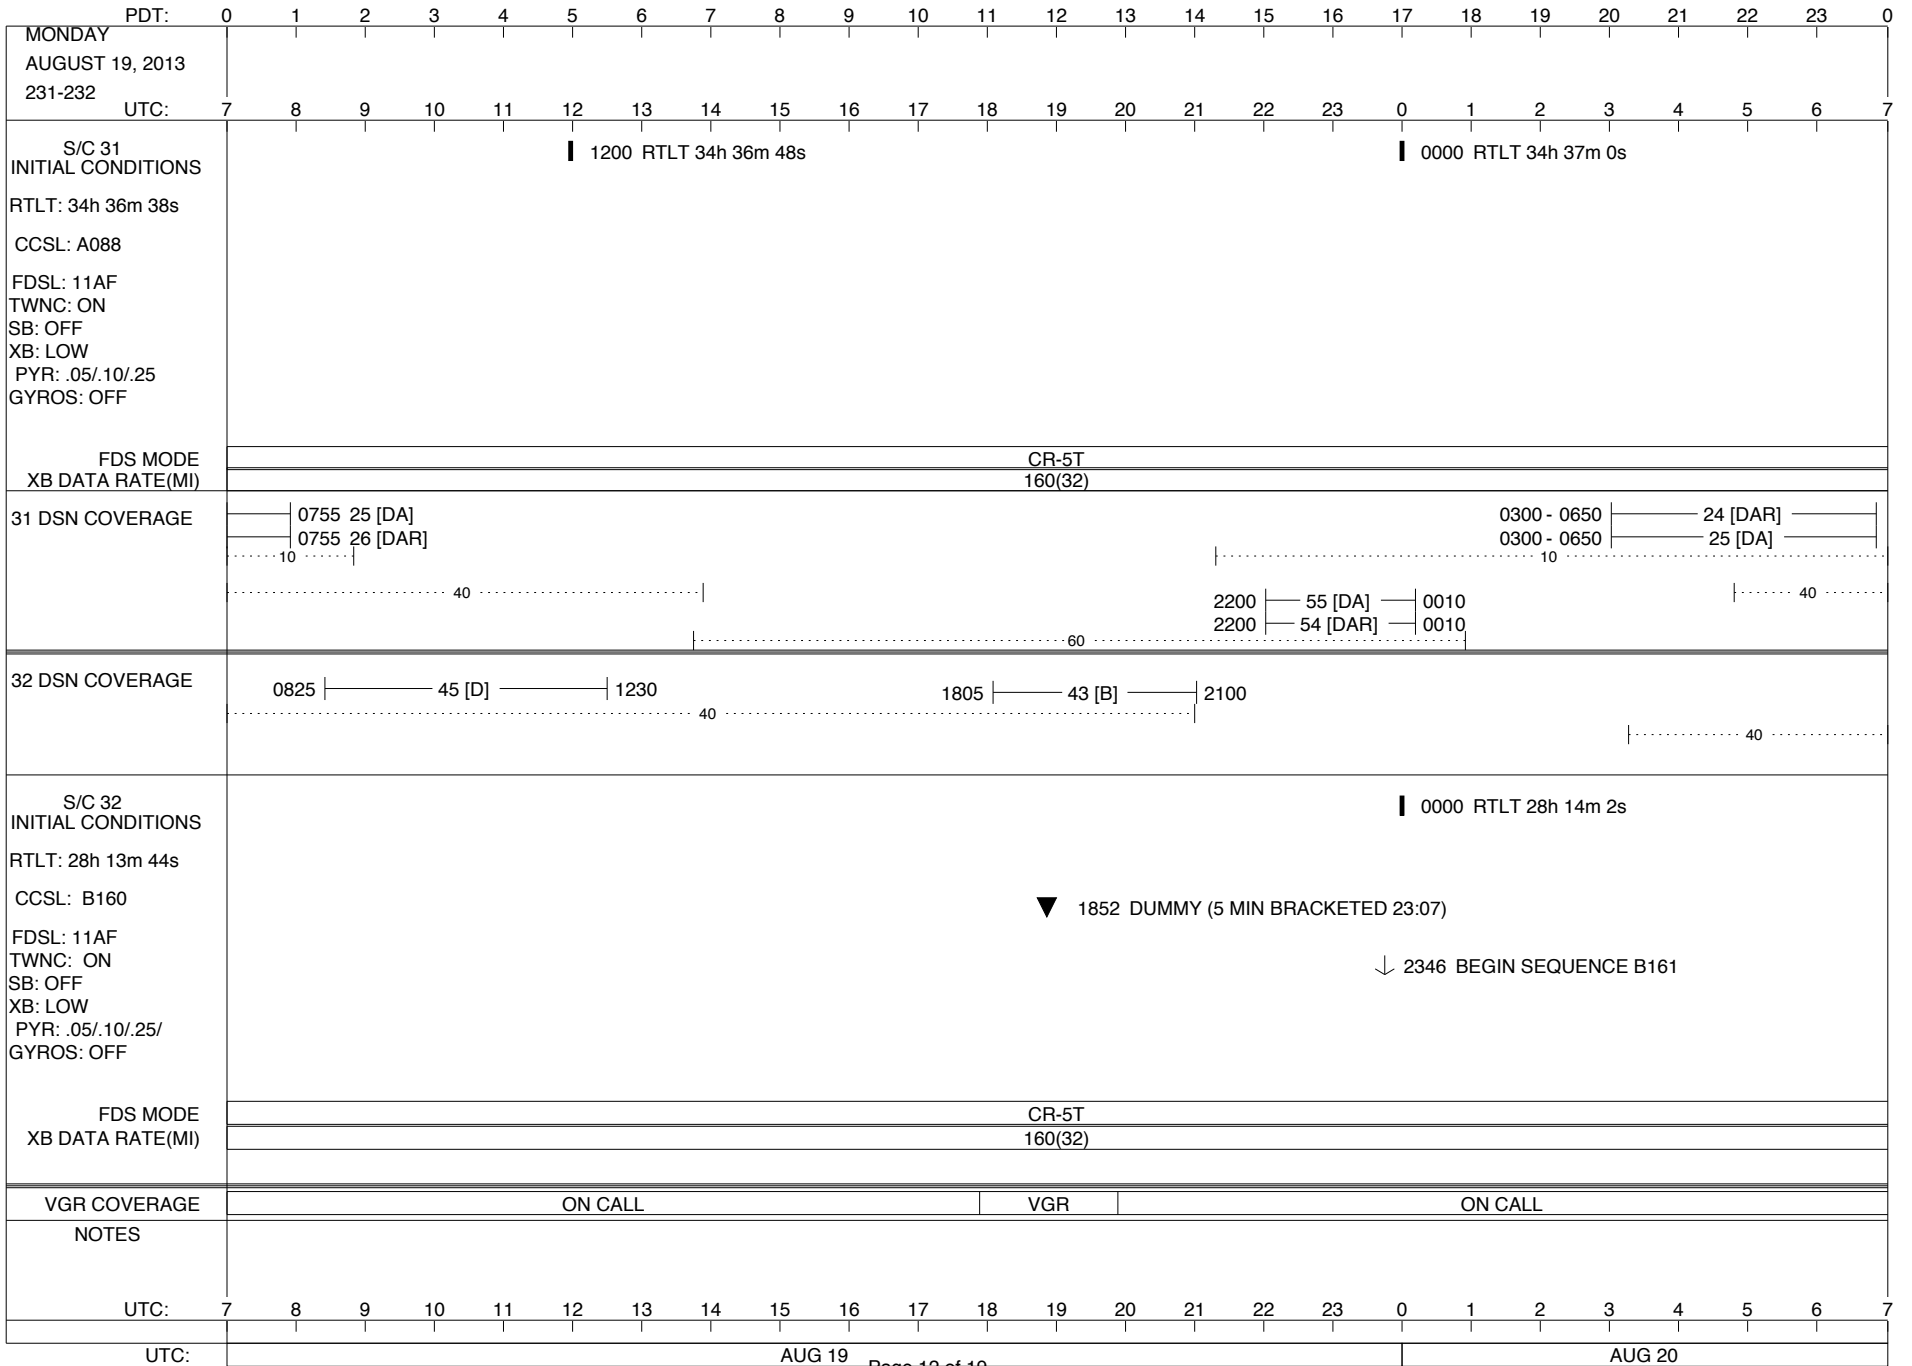 PDT: 0 1 2 3 4 5 6 7 8 9 10 11 12 13 14 15 16 17 18 19 20 21 22 23 0
MONDAY
AUGUST 19, 2013
231-232
UTC: 7 8 9 10 11 12 13 14 15 16 17 18 19 20 21 22 23 0 1 2 3 4 5 6 7
S/C 31
INITIAL CONDITIONS
1200 RTLT 34h 36m 48s
0000 RTLT 34h 37m 0s
RTLT: 34h 36m 38s
CCSL: A088
FDSL: 11AF
TWNC: ON
SB: OFF
XB: LOW
PYR: .05/.10/.25
GYROS: OFF
FDS MODE CR-5T
XB DATA RATE(MI) 160(32)
31 DSN COVERAGE
0755 25 [DA]
0755 26 [DAR]
0300 - 0650 24 [DAR]
0300 - 0650 25 [DA]
10
10
40
40
2200 55 [DA] 0010
2200 54 [DAR] 0010
60
32 DSN COVERAGE
0825 45 [D] 1230
1805 43 [B] 2100
40
40
S/C 32
INITIAL CONDITIONS
0000 RTLT 28h 14m 2s
RTLT: 28h 13m 44s
CCSL: B160
1852 DUMMY (5 MIN BRACKETED 23:07)
FDSL: 11AF
TWNC: ON
2346 BEGIN SEQUENCE B161
SB: OFF
XB: LOW
PYR: .05/.10/.25/
GYROS: OFF
FDS MODE CR-5T
XB DATA RATE(MI) 160(32)
VGR COVERAGE ON CALL VGR ON CALL
NOTES
UTC: 7 8 9 10 11 12 13 14 15 16 17 18 19 20 21 22 23 0 1 2 3 4 5 6 7
UTC: AUG 19 AUG 20